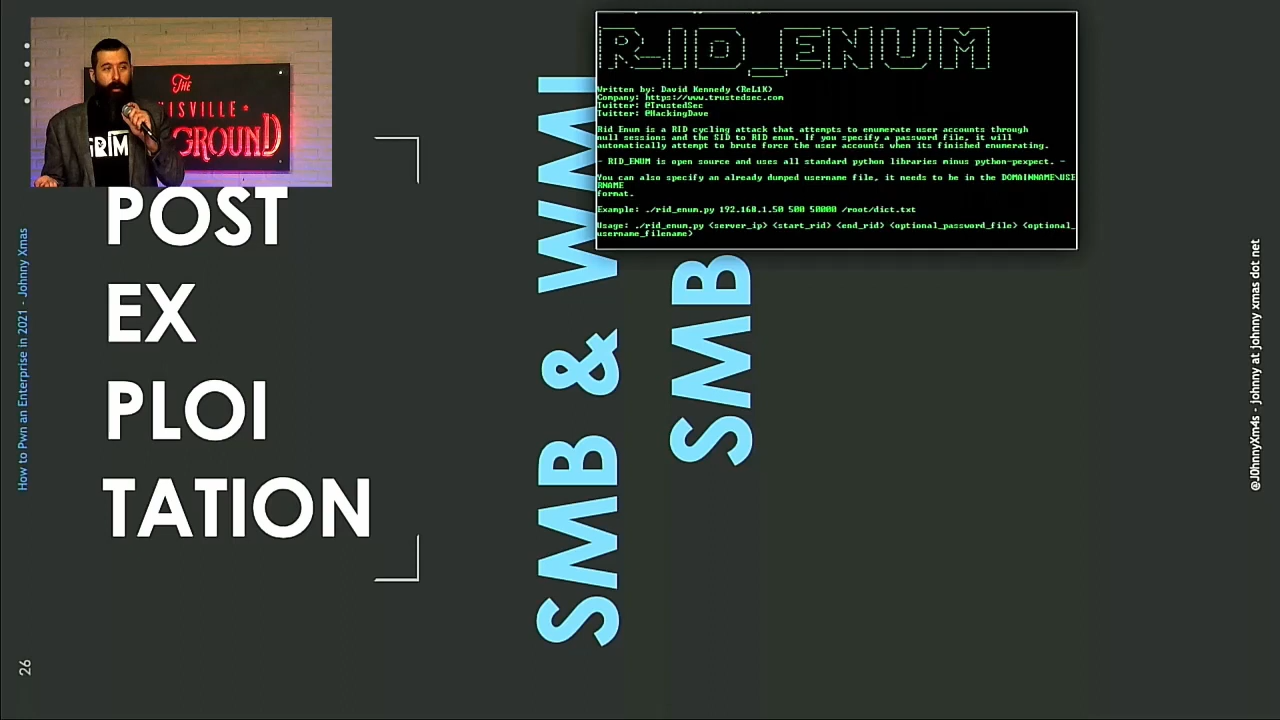 The
ISVILLE
GROUND
GRIM
POST
EX
PLOI
TATION
How to Pwn an Enterprise in 2021 - Johnny Xmas
26
SMB & WMI
SMB
RID_ENUM
Written by: David Kennedy (ReL1K)
Company: https://www.trustedsec.com
Twitter: @TrustedSec
Twitter: @HackingDave
Rid Enum is a RID cycling attack that attempts to enumerate user accounts through
null sessions and the SID to RID enum. If you specify a password file, it will
automatically attempt to brute force the user accounts when its finished enumerating.
- RID_ENUM is open source and uses all standard python libraries minus python-pexpect. -
You can also specify an already dumped username file, it needs to be in the DOMAINNAME\USE
RNAME
format.
Example: ./rid_enum.py 192.168.1.50 500 50000 /root/dict.txt
Usage: ./rid_enum.py <server_ip> <start_rid> <end_rid> <optional_password_file> <optional_
username_filename>
@J0hnnyXm4s - johnny at johnny xmas dot net